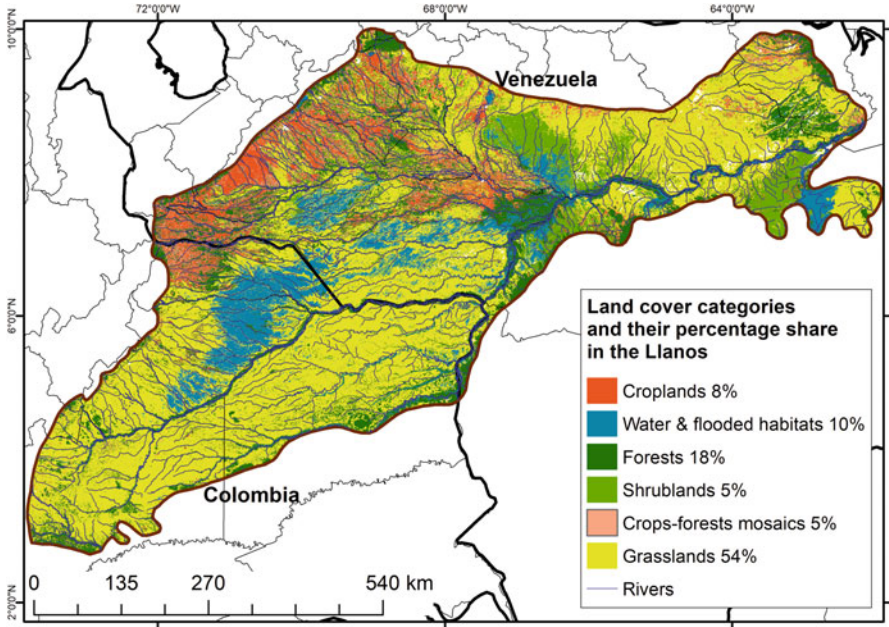 72°0'0"W 68°0'0"W 64°0'0"W
10°0'0"N
Venezuela
6°0'0"N
Land cover categories
and their percentage share
in the Llanos
Croplands 8%
Water & flooded habitats 10%
Forests 18%
Shrublands 5%
Crops-forests mosaics 5%
Grasslands 54%
Rivers
Colombia
0 135 270 540 km
2°0'0"N